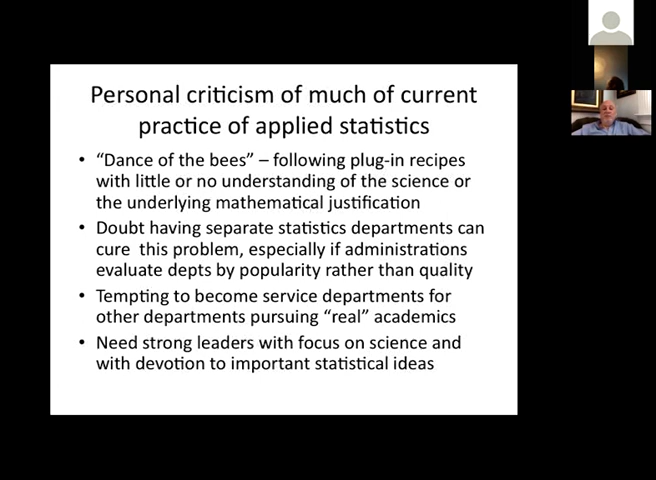 Personal criticism of much of current
practice of applied statistics
• “Dance of the bees” – following plug-in recipes
with little or no understanding of the science or
the underlying mathematical justification
• Doubt having separate statistics departments can
cure this problem, especially if administrations
evaluate depts by popularity rather than quality
• Tempting to become service departments for
other departments pursuing “real” academics
• Need strong leaders with focus on science and
with devotion to important statistical ideas